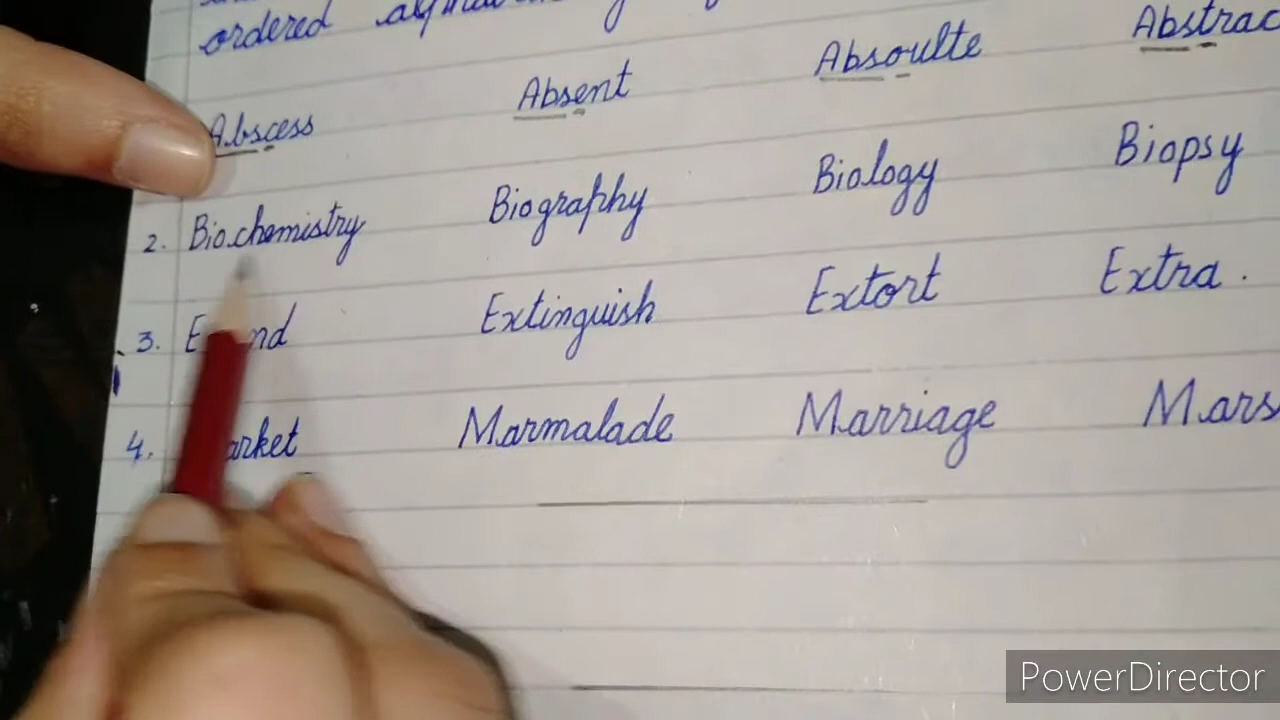 ordered
Abscess Absent Absoulte Abstrac
2. Biochemistry Biography Biology Biopsy
3. Extinguish Extort Extra.
4. arket Marmalade Marriage Mars
PowerDirector